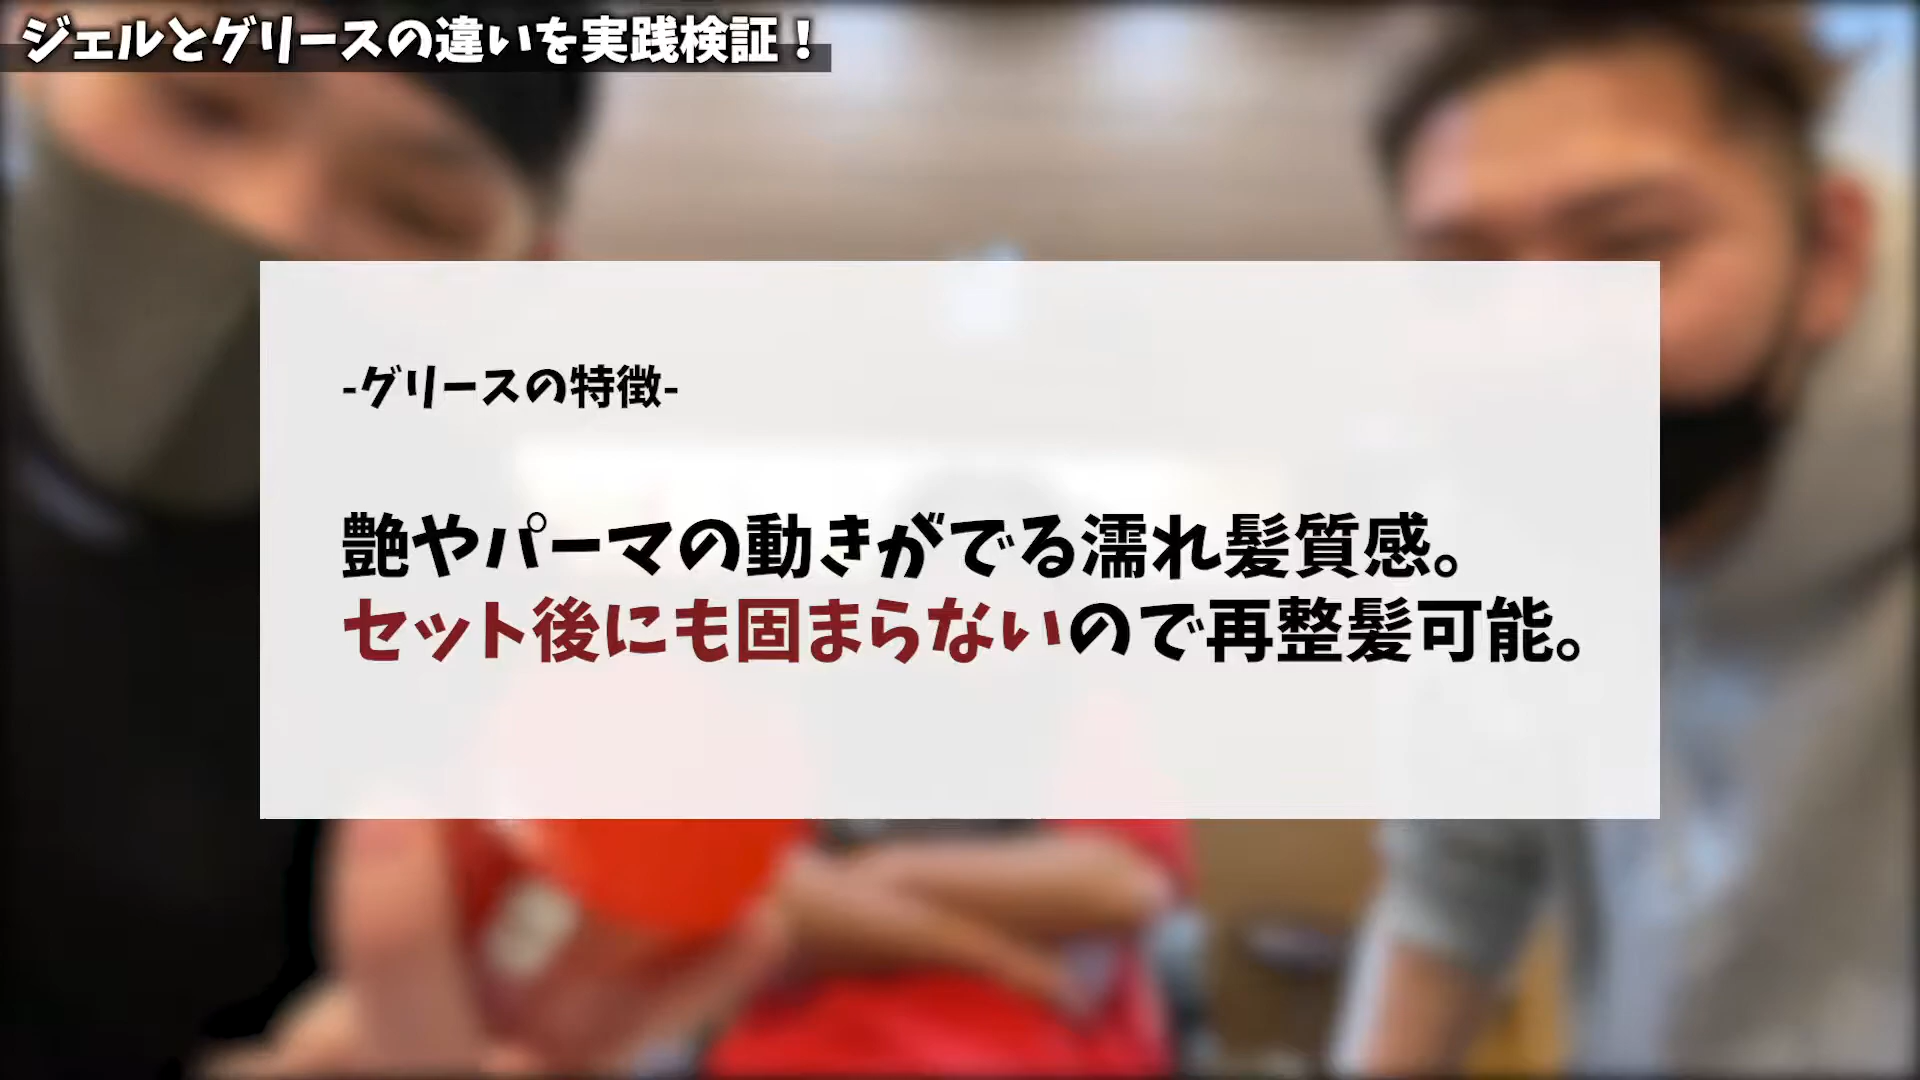 ジェルとグリースの違いを実践検証！
-グリースの特徴-
艶やパーマの動きがでる濡れ髪質感。
セット後にも固まらないので再整髪可能。